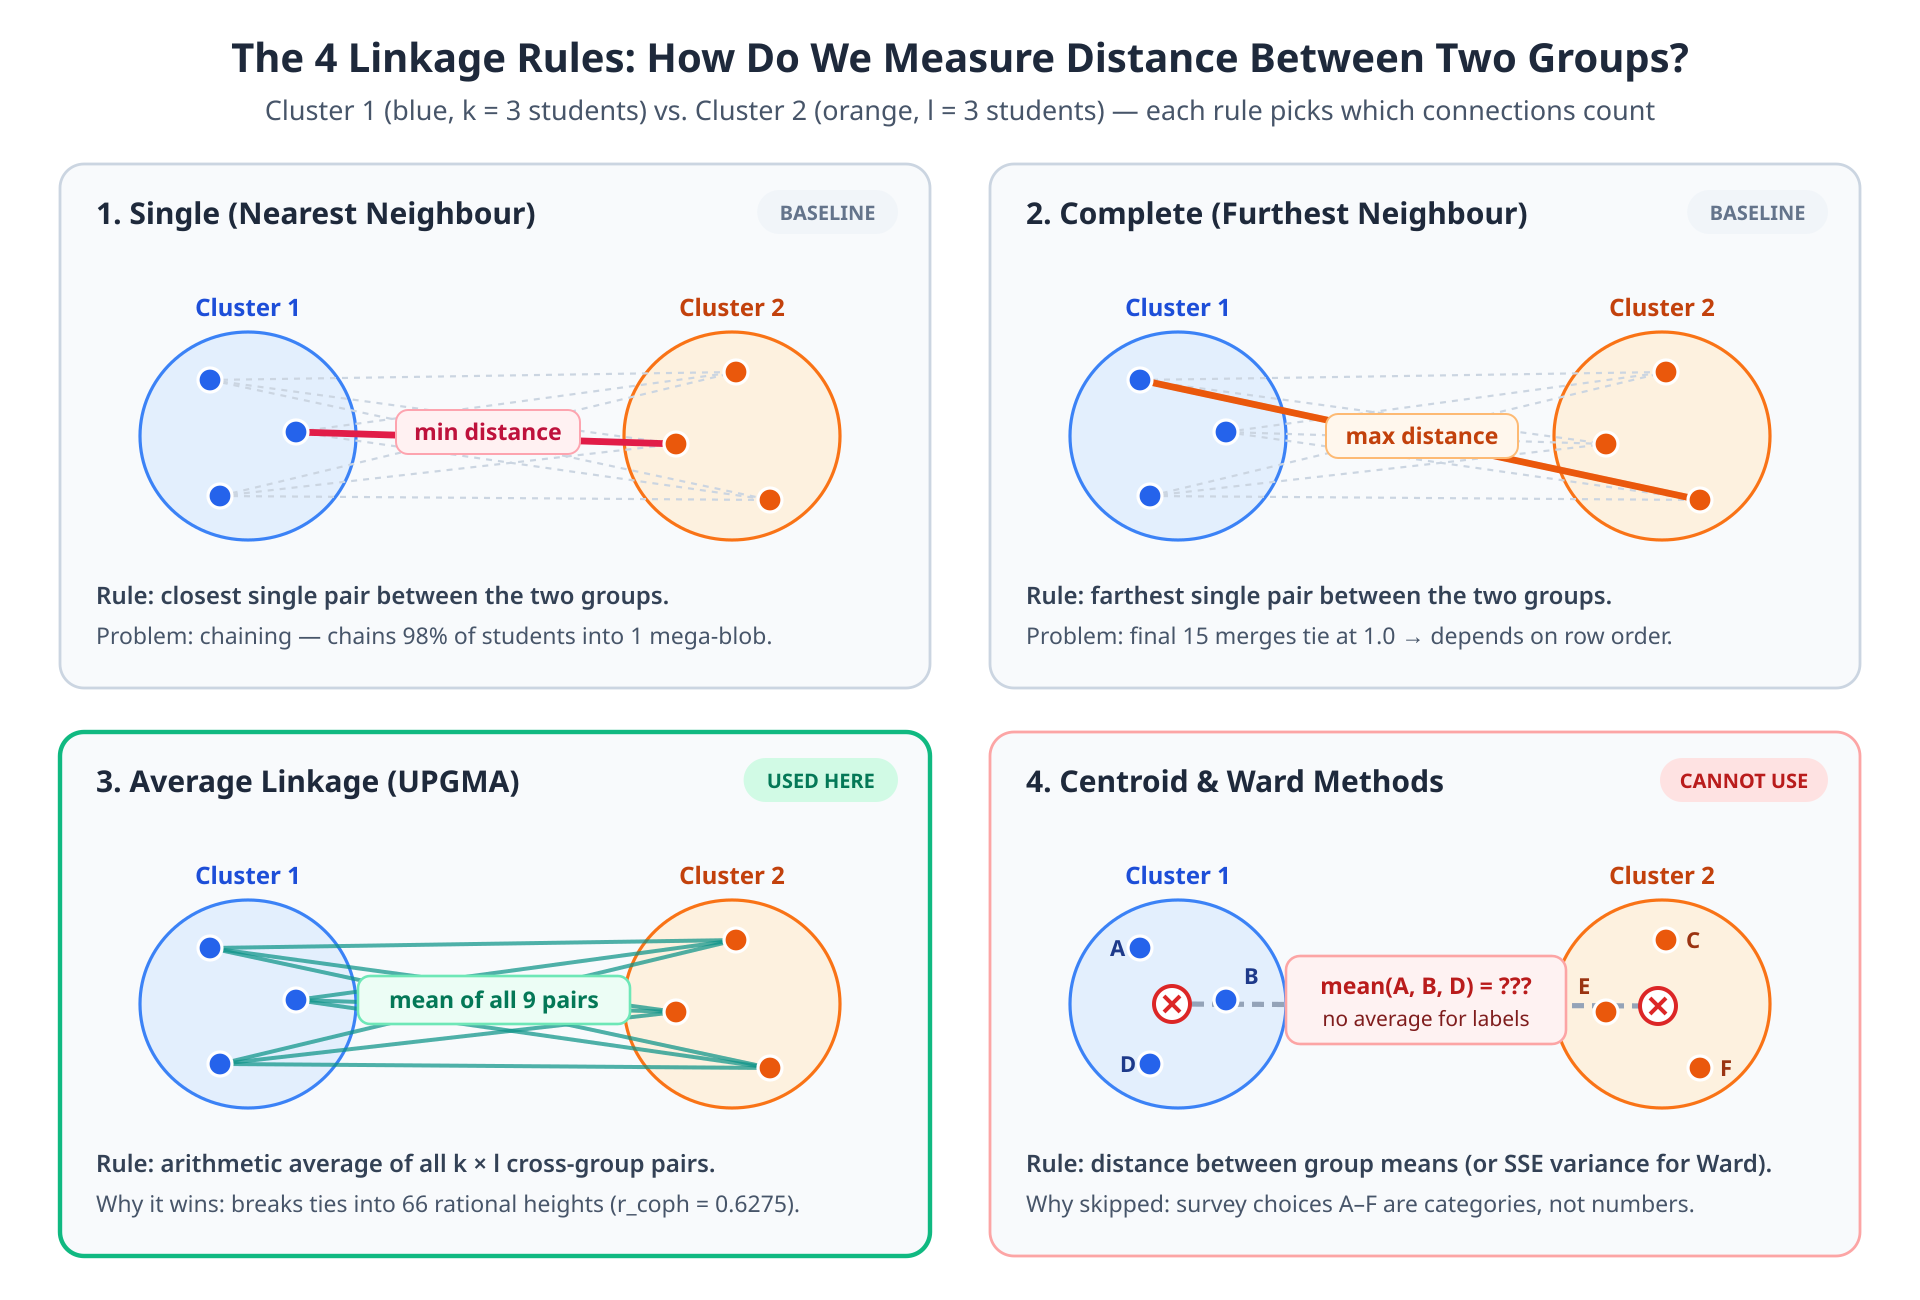 The 4 Linkage Rules: How Do We Measure Distance Between Two Groups?
Cluster 1 (blue, k = 3 students) vs. Cluster 2 (orange, l = 3 students) — each rule picks which connections count
1. Single (Nearest Neighbour)
BASELINE
Cluster 1
Cluster 2
min distance
Rule: closest single pair between the two groups.
Problem: chaining — chains 98% of students into 1 mega-blob.
2. Complete (Furthest Neighbour)
BASELINE
Cluster 1
Cluster 2
max distance
Rule: farthest single pair between the two groups.
Problem: final 15 merges tie at 1.0 → depends on row order.
3. Average Linkage (UPGMA)
USED HERE
Cluster 1
Cluster 2
mean of all 9 pairs
Rule: arithmetic average of all k × l cross-group pairs.
Why it wins: breaks ties into 66 rational heights (r_coph = 0.6275).
4. Centroid & Ward Methods
CANNOT USE
Cluster 1
Cluster 2
A
B
D
mean(A, B, D) = ???
no average for labels
C
E
F
Rule: distance between group means (or SSE variance for Ward).
Why skipped: survey choices A–F are categories, not numbers.